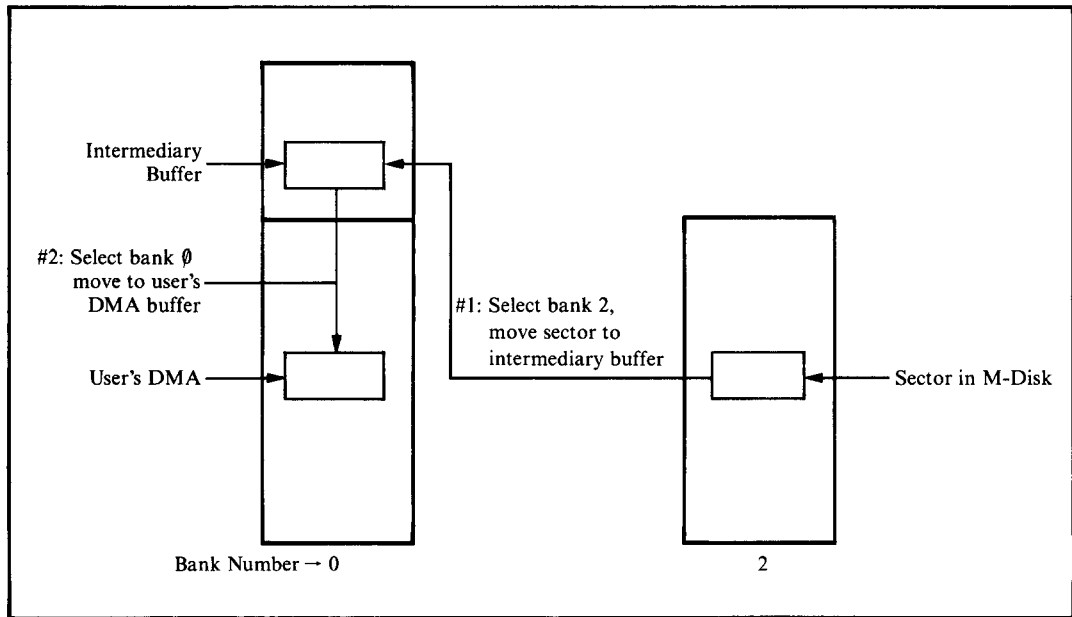 Intermediary
Buffer
#2: Select bank 0
move to user's
DMA buffer
#1: Select bank 2,
move sector to
intermediary buffer
User's DMA
Sector in M-Disk
Bank Number → 0
2